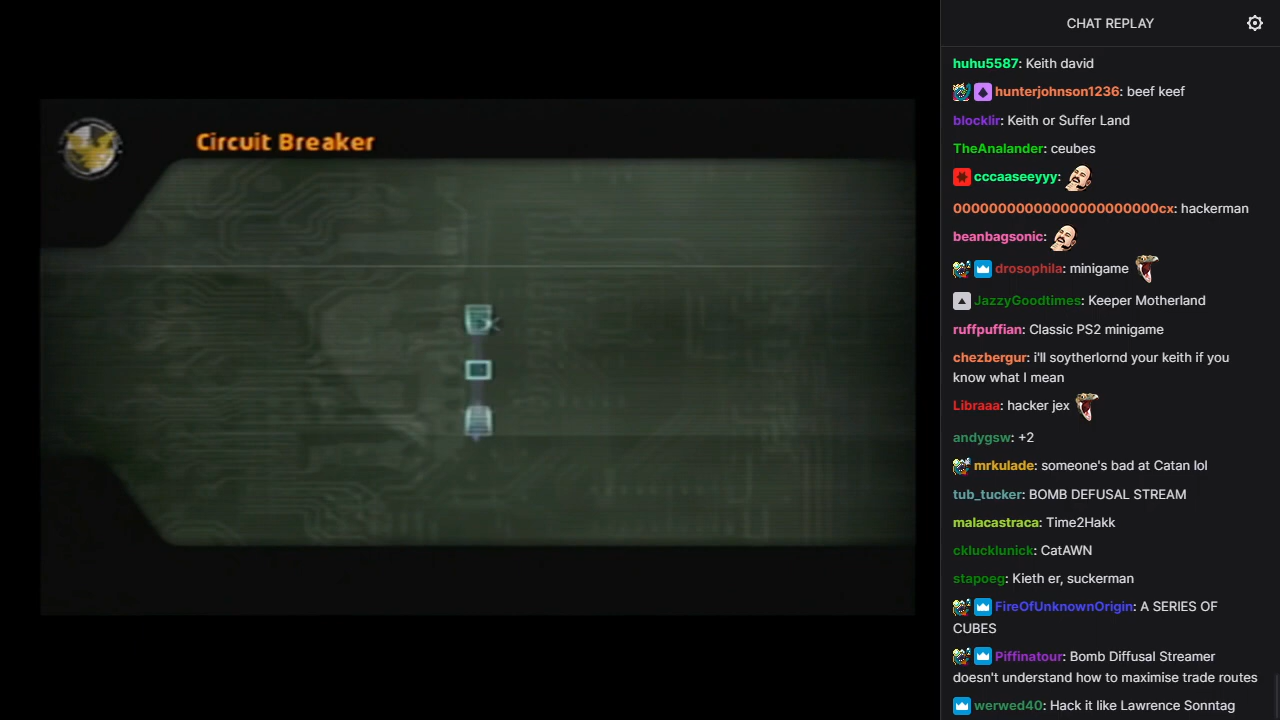 CHAT REPLAY
Circuit Breaker
huhu5587: Keith david
hunterjohnson1236: beef keef
blocklir: Keith or Suffer Land
TheAnalander: ceubes
cccaaseeyyy:
00000000000000000000000cx: hackerman
beanbagsonic:
drosophila: minigame
JazzyGoodtimes: Keeper Motherland
ruffpuffian: Classic PS2 minigame
chezbergur: i'll soytherlornd your keith if you
know what I mean
Libraaa: hacker jex
andygsw: +2
mrkulade: someone's bad at Catan lol
tub_tucker: BOMB DEFUSAL STREAM
malacastraca: Time2Hakk
cklucklunick: CatAWN
stapoeg: Kieth er, suckerman
FireOfUnknownOrigin: A SERIES OF
CUBES
Piffinatour: Bomb Diffusal Streamer
doesn't understand how to maximise trade routes
werwed40: Hack it like Lawrence Sonntag